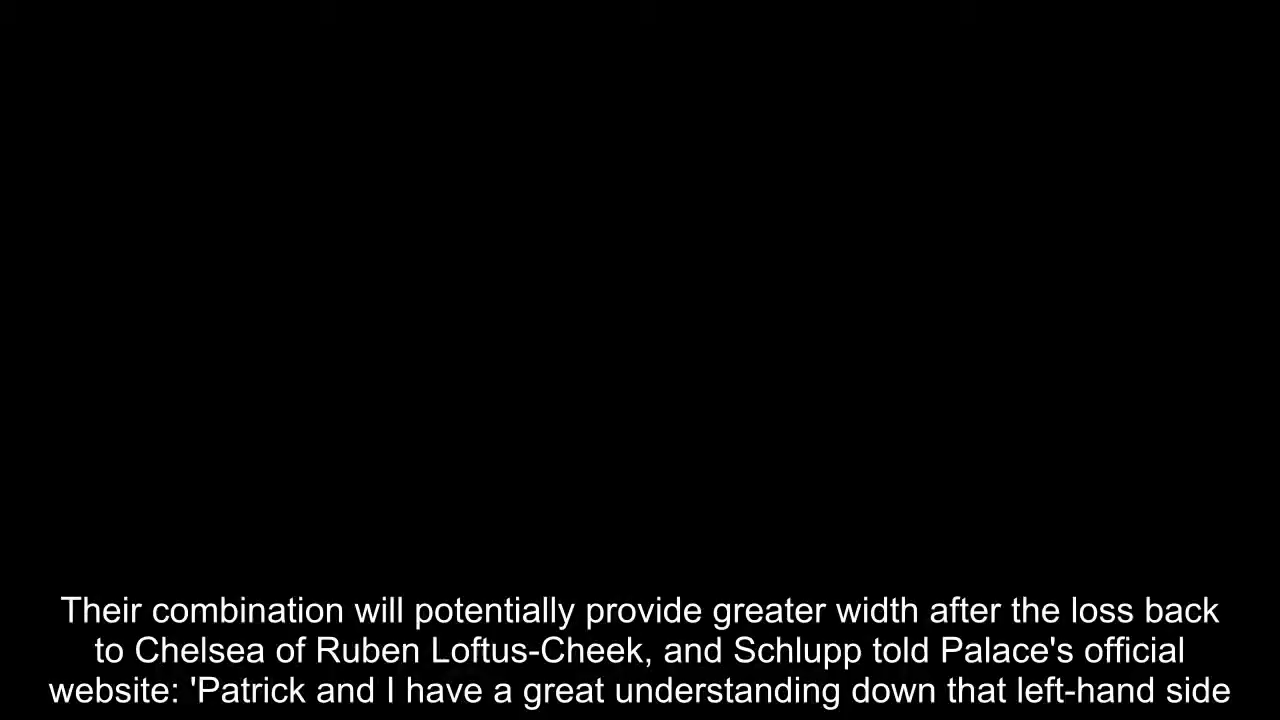 Their combination will potentially provide greater width after the loss back
to Chelsea of Ruben Loftus-Cheek, and Schlupp told Palace's official
website: 'Patrick and I have a great understanding down that left-hand side